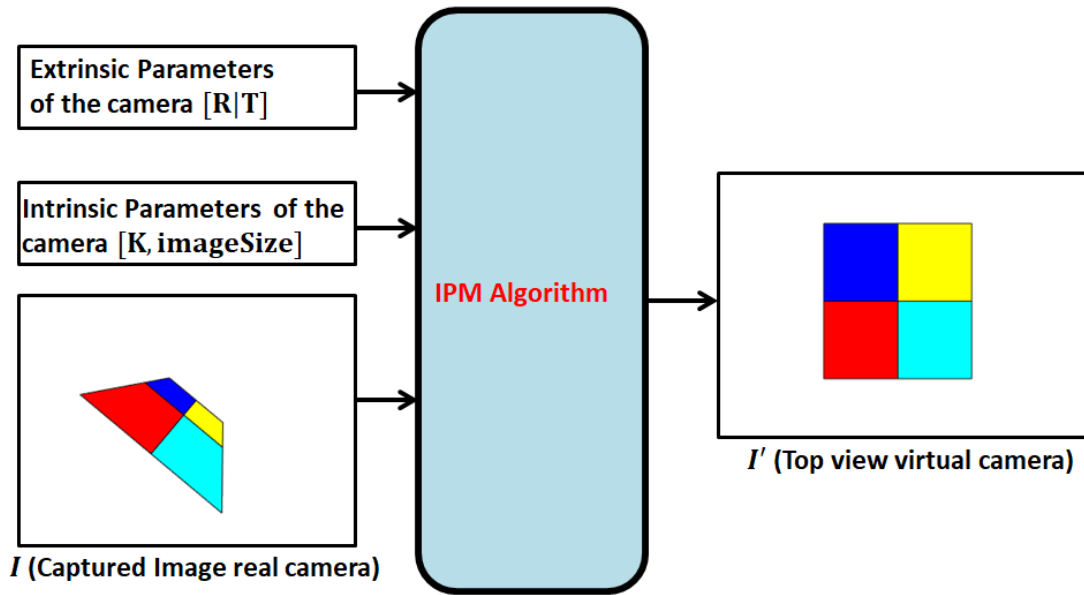 Extrinsic Parameters
of the camera [R|T]
Intrinsic Parameters of the
camera [K, imageSize]
IPM Algorithm
I (Captured Image real camera)
I′ (Top view virtual camera)